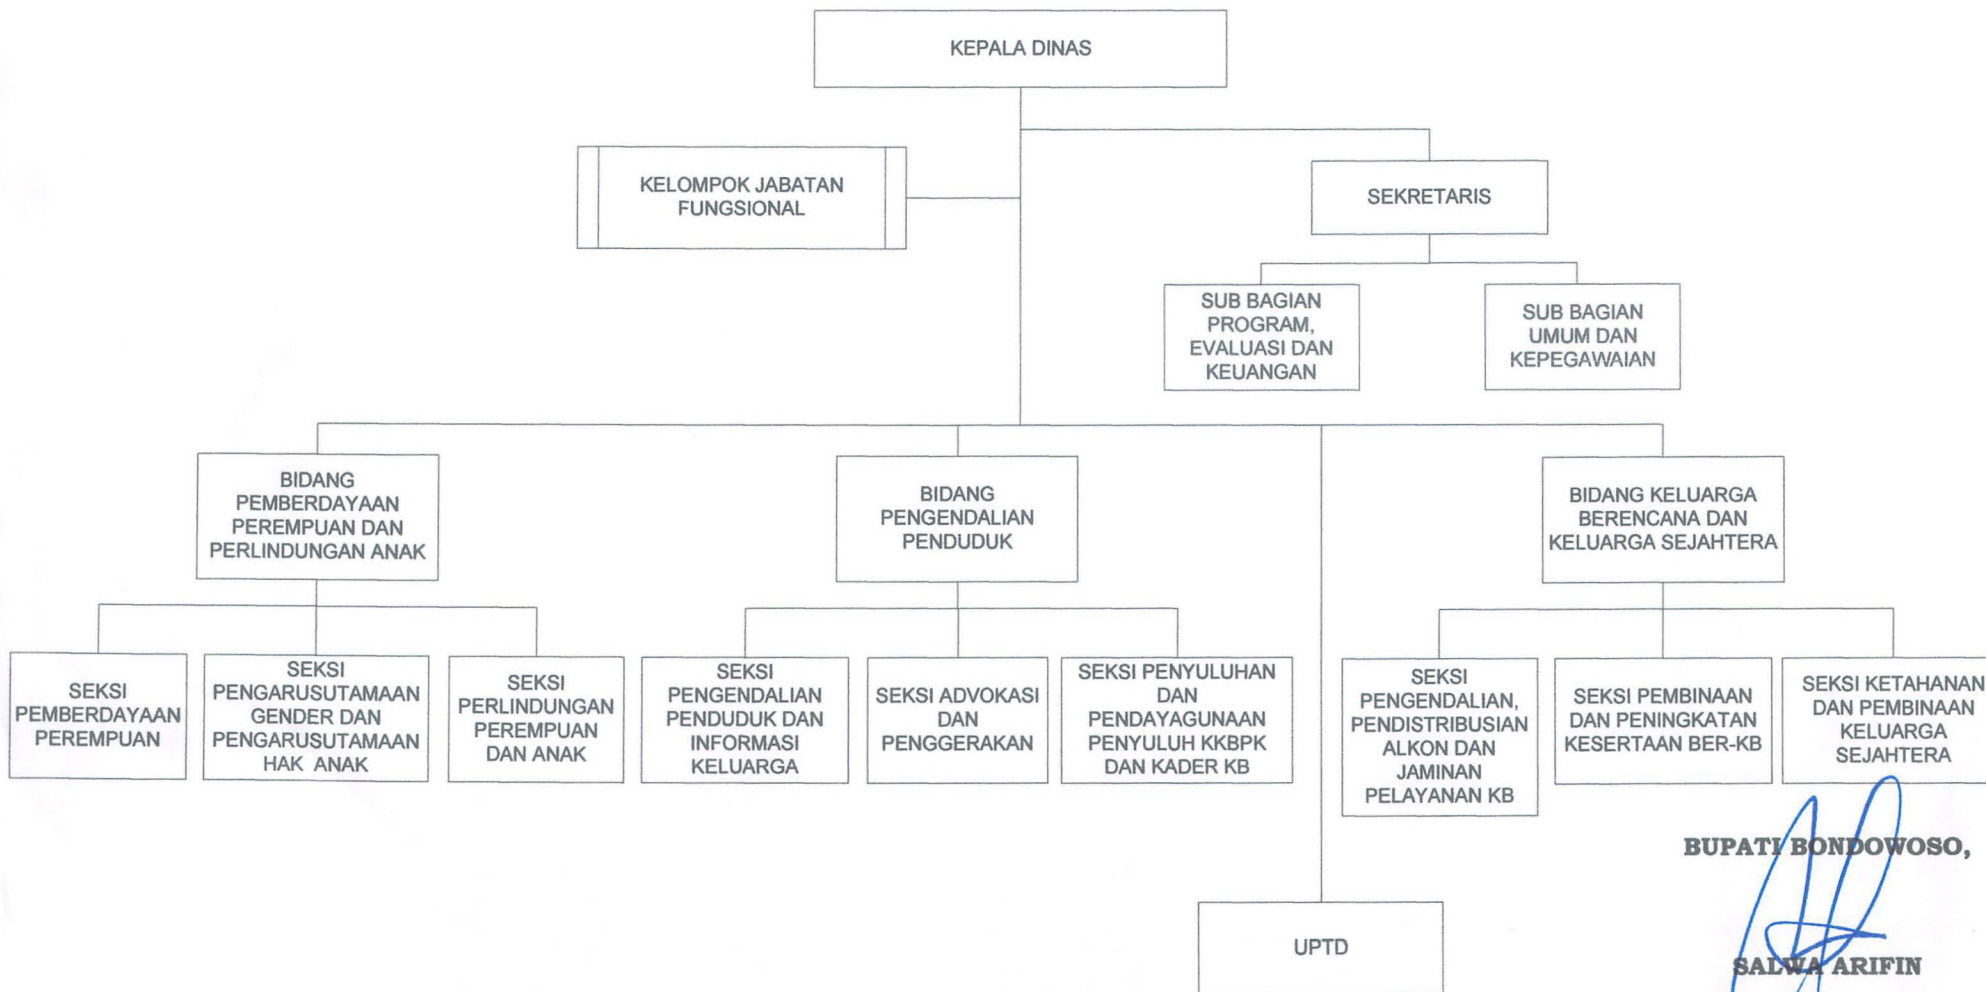 KEPALA DINAS
KELOMPOK JABATAN
FUNGSIONAL
SEKRETARIS
SUB BAGIAN
PROGRAM,
EVALUASI DAN
KEUANGAN
SUB BAGIAN
UMUM DAN
KEPEGAWAIAN
BIDANG
PEMBERDAYAAN
PEREMPUAN DAN
PERLINDUNGAN ANAK
BIDANG
PENGENDALIAN
PENDUDUK
BIDANG KELUARGA
BERENCANA DAN
KELUARGA SEJAHTERA
SEKSI
PEMBERDAYAAN
PEREMPUAN
SEKSI
PENGARUSUTAMAAN
GENDER DAN
PENGARUSUTAMAAN
HAK ANAK
SEKSI
PERLINDUNGAN
PEREMPUAN
DAN ANAK
SEKSI
PENGENDALIAN
PENDUDUK DAN
INFORMASI
KELUARGA
SEKSI ADVOKASI
DAN
PENGGERAKAN
SEKSI PENYULUHAN
DAN
PENDAYAGUNAAN
PENYULUH KKBPK
DAN KADER KB
SEKSI
PENGENDALIAN,
PENDISTRIBUSIAN
ALKON DAN
JAMINAN
PELAYANAN KB
SEKSI PEMBINAAN
DAN PENINGKATAN
KESERTAAN BER-KB
SEKSI KETAHANAN
DAN PEMBINAAN
KELUARGA
SEJAHTERA
UPTD
BUPATI BONDOWOSO,
SALWA ARIFIN